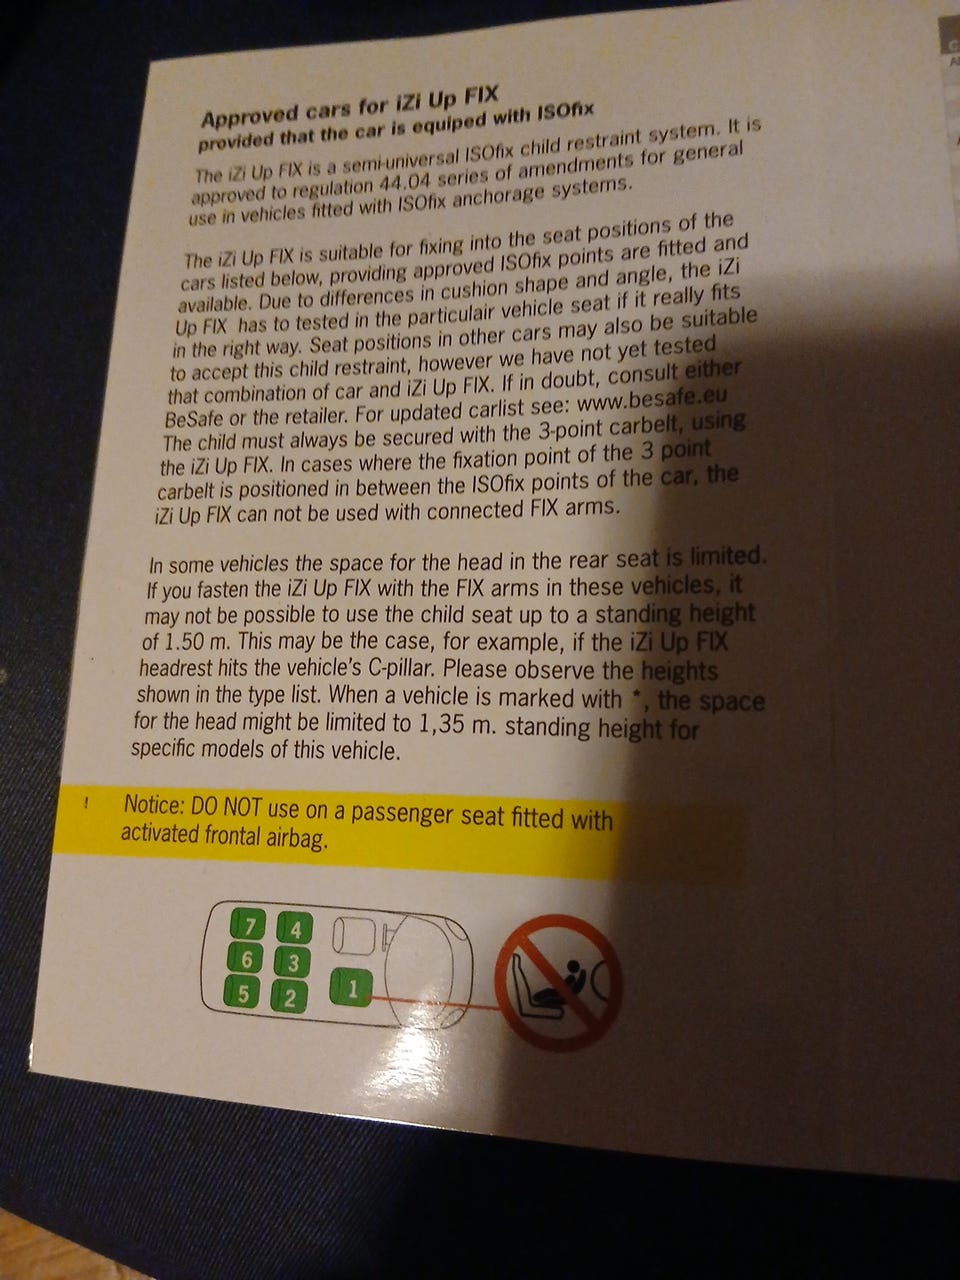 Approved cars for iZi Up FIX
provided that the car is equiped with ISOfix
The iZi Up FIX is a semi-universal ISOfix child restraint system. It is
approved to regulation 44.04 series of amendments for general
use in vehicles fitted with ISOfix anchorage systems.
The iZi Up FIX is suitable for fixing into the seat positions of the
cars listed below, providing approved ISOfix points are fitted and
available. Due to differences in cushion shape and angle, the iZi
Up FIX has to tested in the particulair vehicle seat if it really fits
in the right way. Seat positions in other cars may also be suitable
to accept this child restraint, however we have not yet tested
that combination of car and iZi Up FIX. If in doubt, consult either
BeSafe or the retailer. For updated carlist see: www.besafe.eu
The child must always be secured with the 3-point carbelt, using
the iZi Up FIX. In cases where the fixation point of the 3 point
carbelt is positioned in between the ISOfix points of the car, the
iZi Up FIX can not be used with connected FIX arms.
In some vehicles the space for the head in the rear seat is limited.
If you fasten the iZi Up FIX with the FIX arms in these vehicles, it
may not be possible to use the child seat up to a standing height
of 1.50 m. This may be the case, for example, if the iZi Up FIX
headrest hits the vehicle's C-pillar. Please observe the heights
shown in the type list. When a vehicle is marked with *, the space
for the head might be limited to 1,35 m. standing height for
specific models of this vehicle.
! Notice: DO NOT use on a passenger seat fitted with
activated frontal airbag.
7 4
6 3
5 2 1